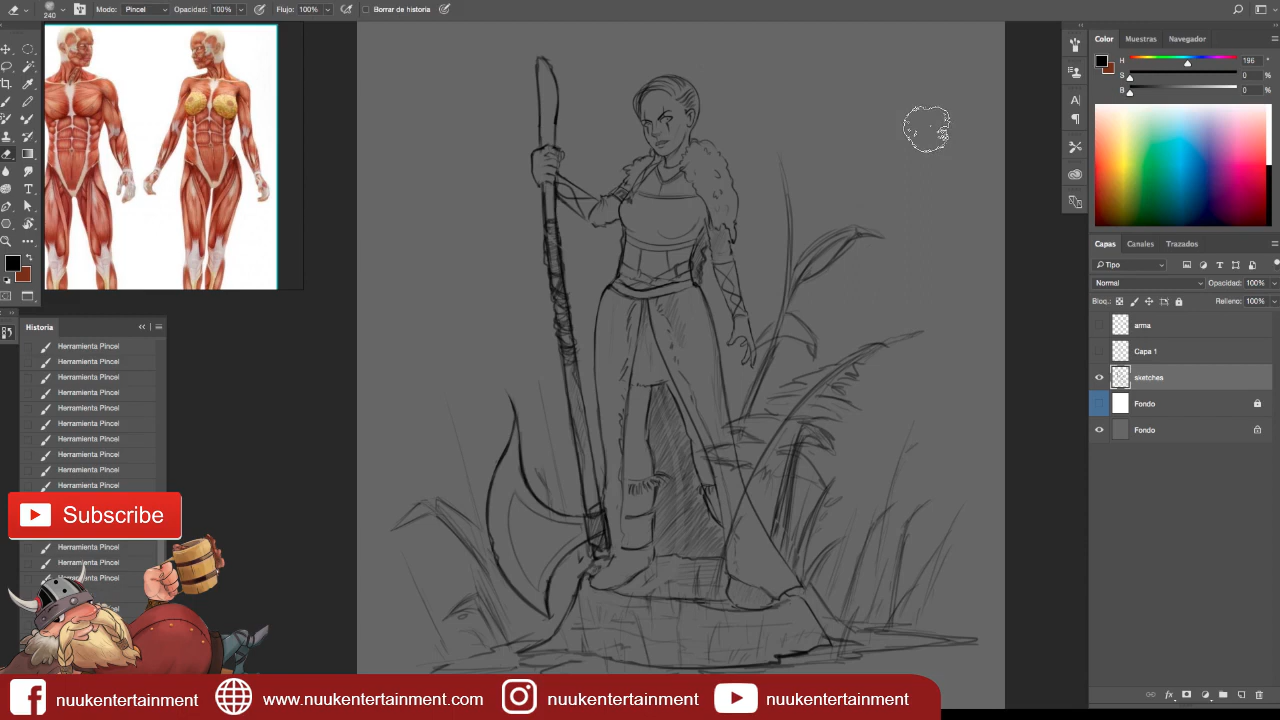 240
Modo: Pincel Opacidad: 100% Flujo: 100% Borrar de historia
Color Muestras Navegador
H 196 °
S 0 %
B 0 %
Historia
Herramienta Pincel
Herramienta Pincel
Herramienta Pincel
Herramienta Pincel
Herramienta Pincel
Herramienta Pincel
Herramienta Pincel
Herramienta Pincel
Herramienta Pincel
Herramienta Pincel
Herramienta Pincel
Herramienta Pincel
Herramienta Pincel
Capas Canales Trazados
Tipo
Normal Opacidad: 100%
Bloq.: Relleno: 100%
arma
Capa 1
sketches
Fondo
Fondo
fx
Subscribe
nuukentertainment www.nuukentertainment.com nuukentertainment nuukentertainment